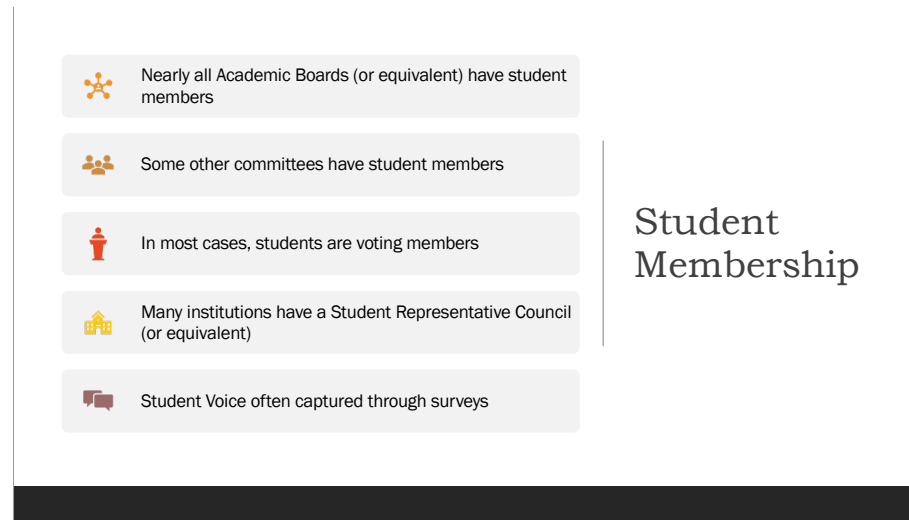 Nearly all Academic Boards (or equivalent) have student
members
Some other committees have student members
In most cases, students are voting members
Many institutions have a Student Representative Council
(or equivalent)
Student Voice often captured through surveys
Student
Membership